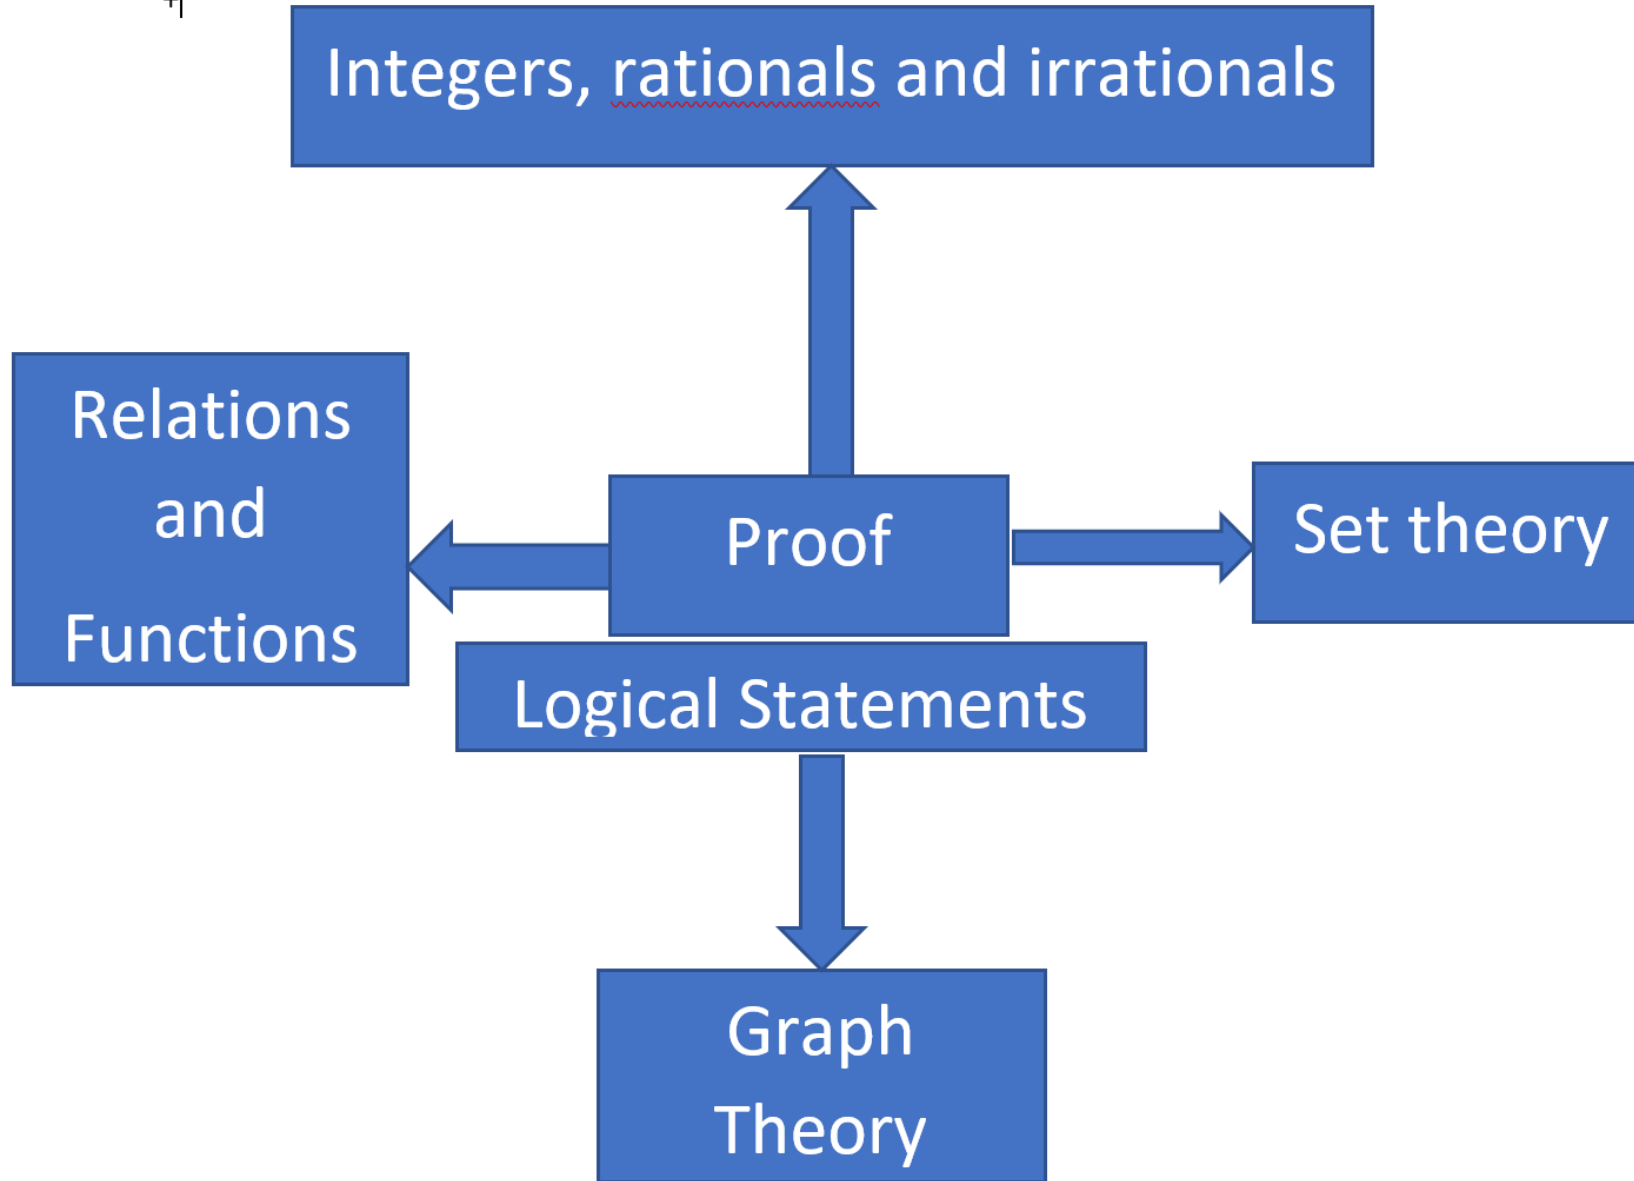 Integers, rationals and irrationals
Relations
and
Functions
Proof
Set theory
Logical Statements
Graph
Theory